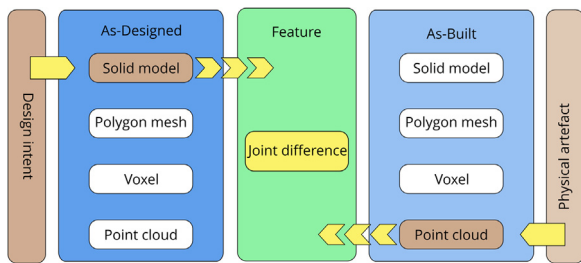 Design intent
As-Designed
Solid model
Polygon mesh
Voxel
Point cloud
Feature
Joint difference
As-Built
Solid model
Polygon mesh
Voxel
Point cloud
Physical artefact